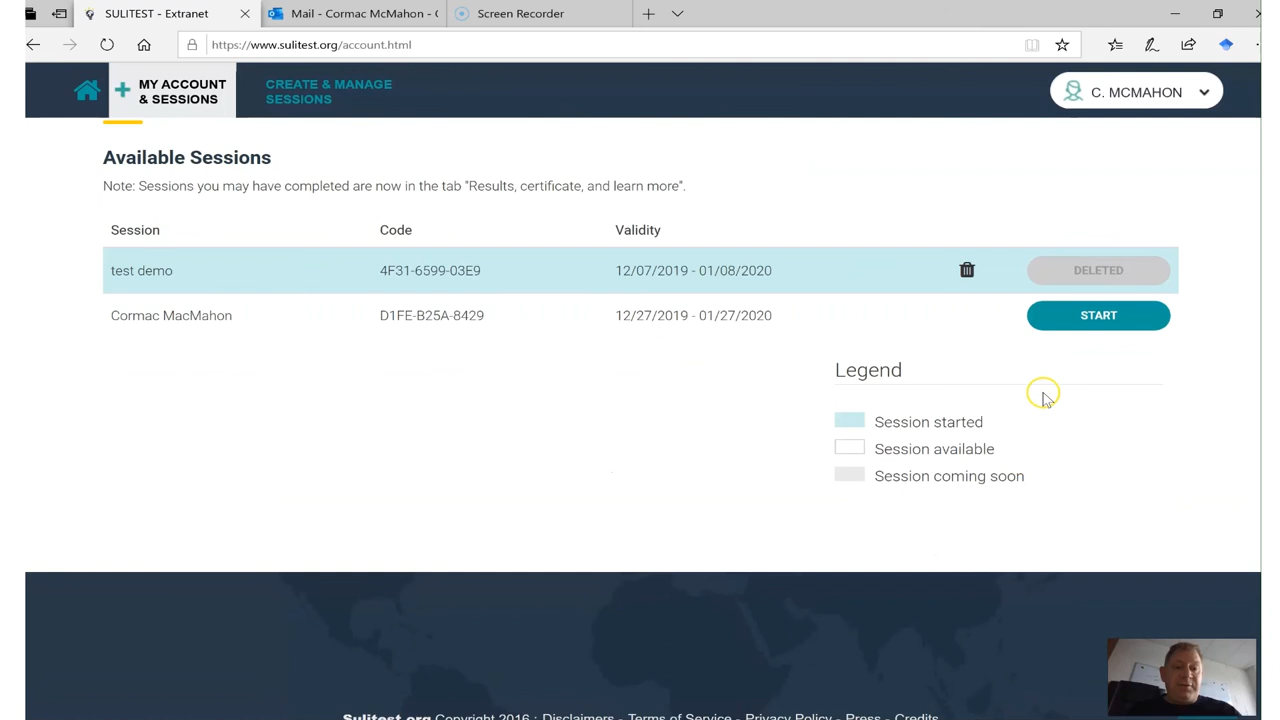 SULITEST - Extranet
Mail - Cormac McMahon - (
Screen Recorder
https://www.sulitest.org/account.html
MY ACCOUNT
& SESSIONS
CREATE & MANAGE
SESSIONS
C. MCMAHON
Available Sessions
Note: Sessions you may have completed are now in the tab "Results, certificate, and learn more".
Session Code Validity
test demo 4F31-6599-03E9 12/07/2019 - 01/08/2020 DELETED
Cormac MacMahon D1FE-B25A-8429 12/27/2019 - 01/27/2020 START
Legend
Session started
Session available
Session coming soon
Sulitest.org Copyright 2016 : Disclaimers - Terms of Service - Privacy Policy - Press - Credits